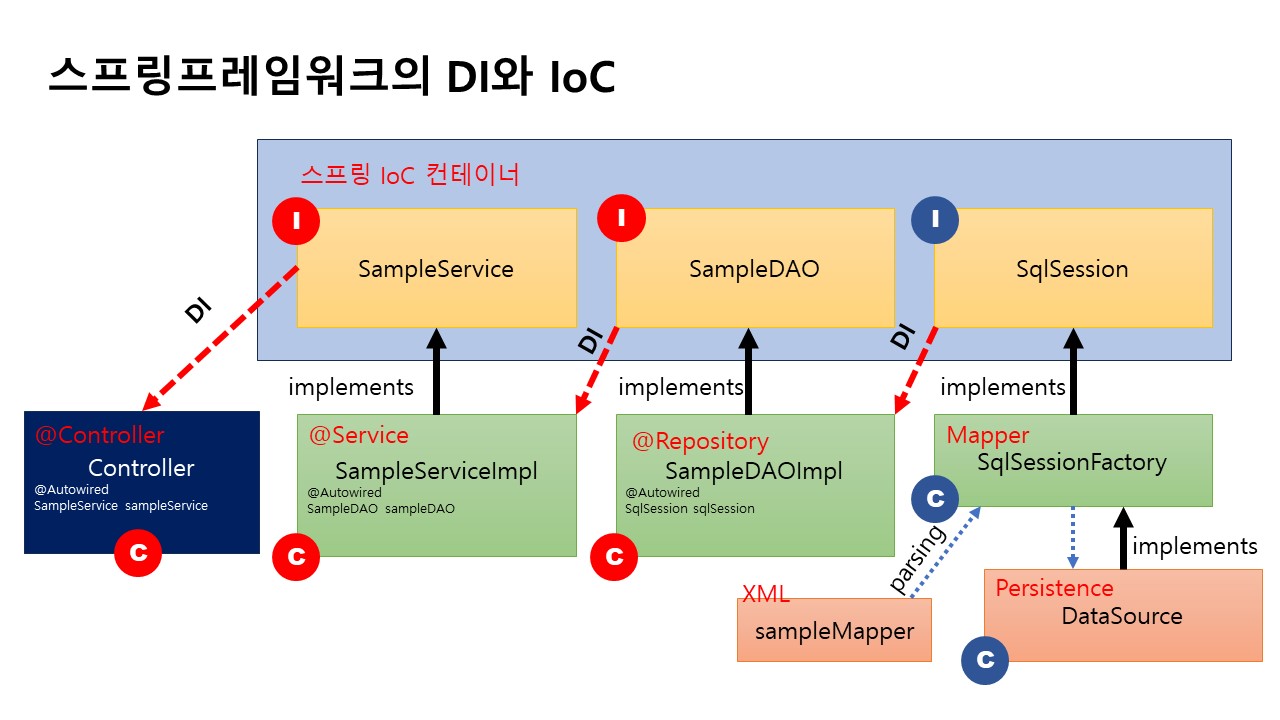 스프링프레임워크의 DI와 IoC
스프링 IoC 컨테이너
I
SampleService
I
SampleDAO
I
SqlSession
DI
DI
DI
implements
implements
implements
@Controller
Controller
@Autowired
SampleService sampleService
C
@Service
SampleServiceImpl
@Autowired
SampleDAO sampleDAO
C
@Repository
SampleDAOImpl
@Autowired
SqlSession sqlSession
C
Mapper
SqlSessionFactory
C
parsing
implements
XML
sampleMapper
Persistence
DataSource
C